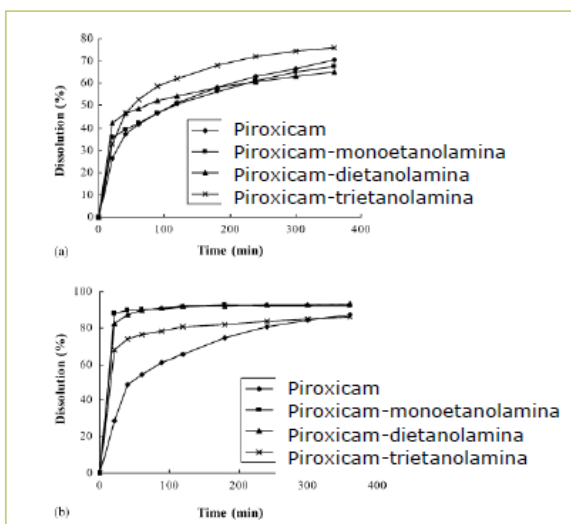 80
70
60
50
40
30
20
10
0
Dissolution (%)
Piroxicam
Piroxicam-monoetanolamina
Piroxicam-dietanolamina
Piroxicam-trietanolamina
0 100 200 300 400
Time (min)
(a)
100
80
60
40
20
0
Dissolution (%)
Piroxicam
Piroxicam-monoetanolamina
Piroxicam-dietanolamina
Piroxicam-trietanolamina
0 100 200 300 400
Time (min)
(b)